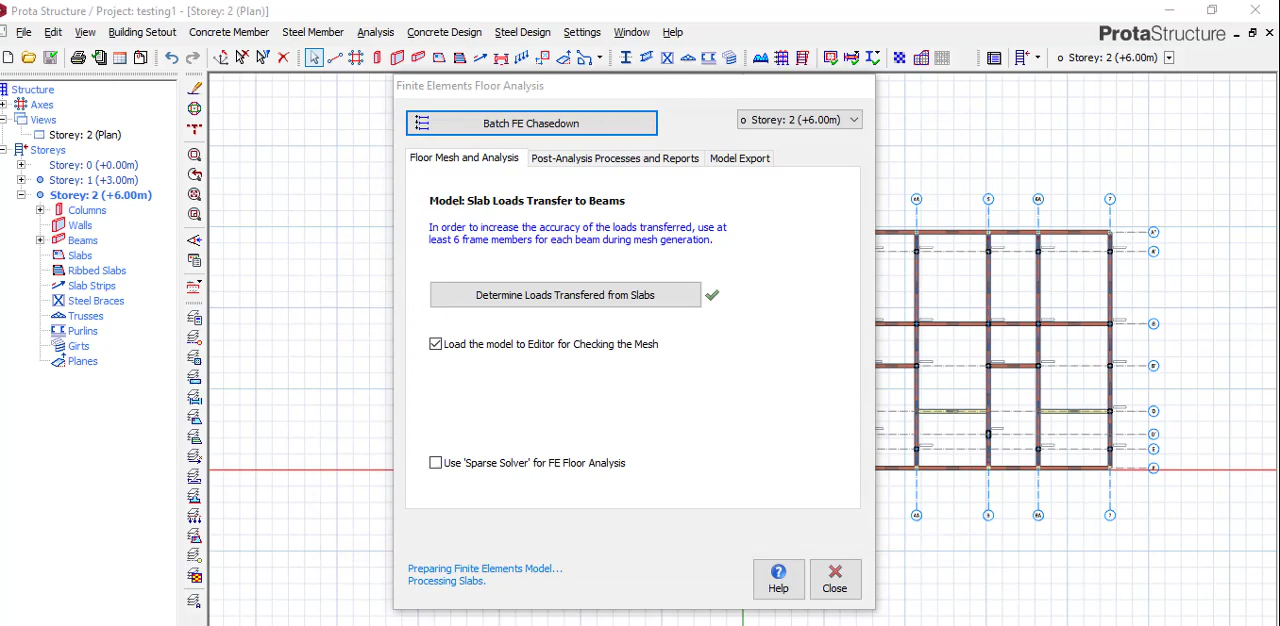 Prota Structure / Project: testing1 - [Storey: 2 (Plan)]
File Edit View Building Setout Concrete Member Steel Member Analysis Concrete Design Steel Design Settings Window Help
ProtaStructure
o Storey: 2 (+6.00m)
Structure
Axes
Views
Storey: 2 (Plan)
Storeys
Storey: 0 (+0.00m)
Storey: 1 (+3.00m)
Storey: 2 (+6.00m)
Columns
Walls
Beams
Slabs
Ribbed Slabs
Slab Strips
Steel Braces
Trusses
Purlins
Girts
Planes
Finite Elements Floor Analysis
Batch FE Chasedown
o Storey: 2 (+6.00m)
Floor Mesh and Analysis Post-Analysis Processes and Reports Model Export
Model: Slab Loads Transfer to Beams
In order to increase the accuracy of the loads transferred, use at
least 6 frame members for each beam during mesh generation.
Determine Loads Transfered from Slabs
Load the model to Editor for Checking the Mesh
Use 'Sparse Solver' for FE Floor Analysis
Preparing Finite Elements Model...
Processing Slabs.
Help
Close